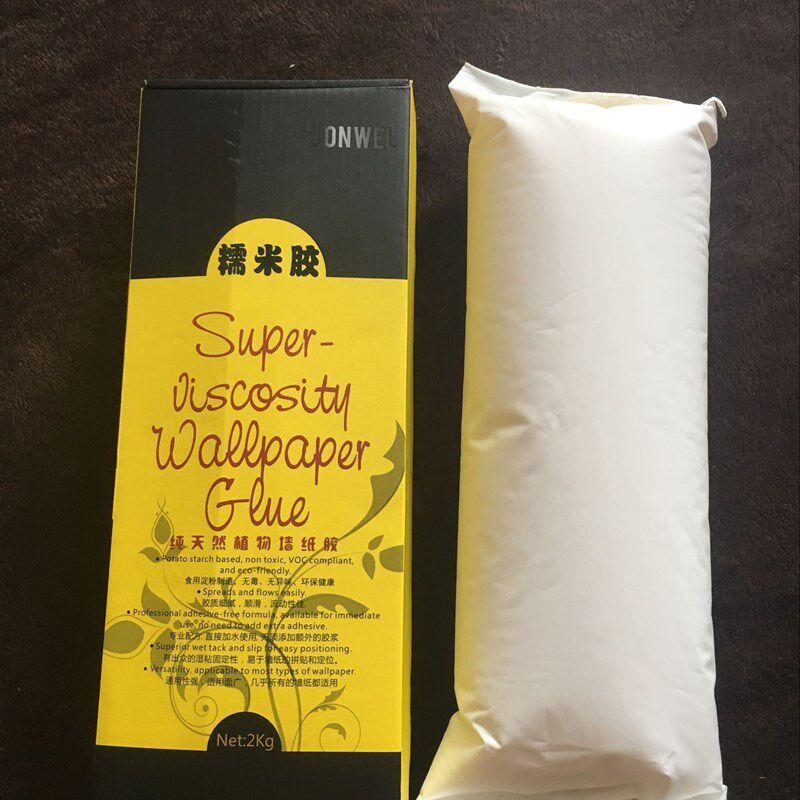 JONWEL
糯米胶
Super-
Viscosity
Wallpaper
Glue
纯天然植物墙纸胶
• Potato starch based, non toxic, VOC compliant,
and eco-friendly.
食用淀粉制造、无毒、无异味、环保健康
• Spreads and flows easily.
胶质细腻，顺滑，流动性佳.
• Professional adhesive-free formula, available for immediate
use, no need to add extra adhesive.
专业配方, 直接加水使用, 无须添加额外的胶浆
• Superior wet tack and slip for easy positioning.
有出众的湿粘固定性，易于墙纸的拼贴和定位。
• Versatility, applicable to most types of wallpaper.
通用性强，适用面广，几乎所有的墙纸都适用
Net:2Kg